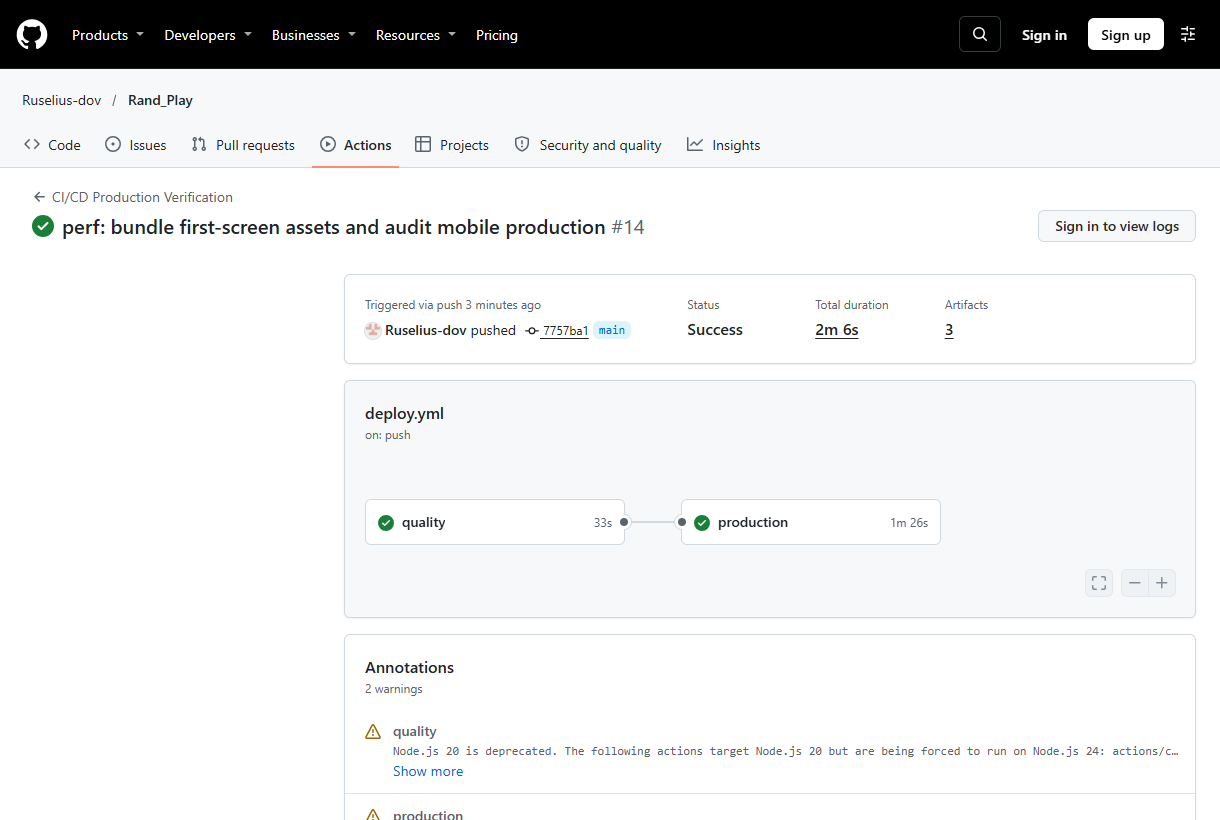 Products Developers Businesses Resources Pricing Sign in Sign up
Ruselius-dov / Rand_Play
Code Issues Pull requests Actions Projects Security and quality Insights
CI/CD Production Verification
perf: bundle first-screen assets and audit mobile production #14
Sign in to view logs
Triggered via push 3 minutes ago
Ruselius-dov pushed 7757ba1 main
Status
Success
Total duration
2m 6s
Artifacts
3
deploy.yml
on: push
quality 33s
production 1m 26s
Annotations
2 warnings
quality
Node.js 20 is deprecated. The following actions target Node.js 20 but are being forced to run on Node.js 24: actions/c…
Show more
production